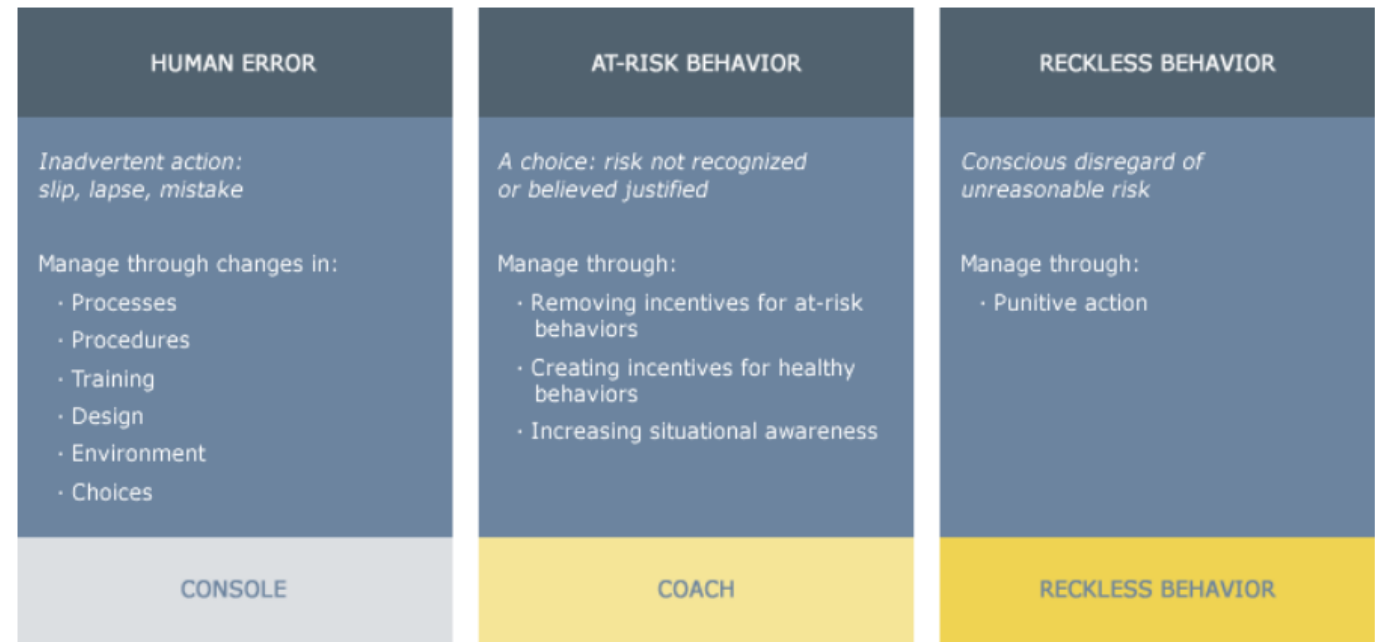 HUMAN ERROR
Inadvertent action:
slip, lapse, mistake
Manage through changes in:
· Processes
· Procedures
· Training
· Design
· Environment
· Choices
CONSOLE
AT-RISK BEHAVIOR
A choice: risk not recognized
or believed justified
Manage through:
· Removing incentives for at-risk
behaviors
· Creating incentives for healthy
behaviors
· Increasing situational awareness
COACH
RECKLESS BEHAVIOR
Conscious disregard of
unreasonable risk
Manage through:
· Punitive action
RECKLESS BEHAVIOR